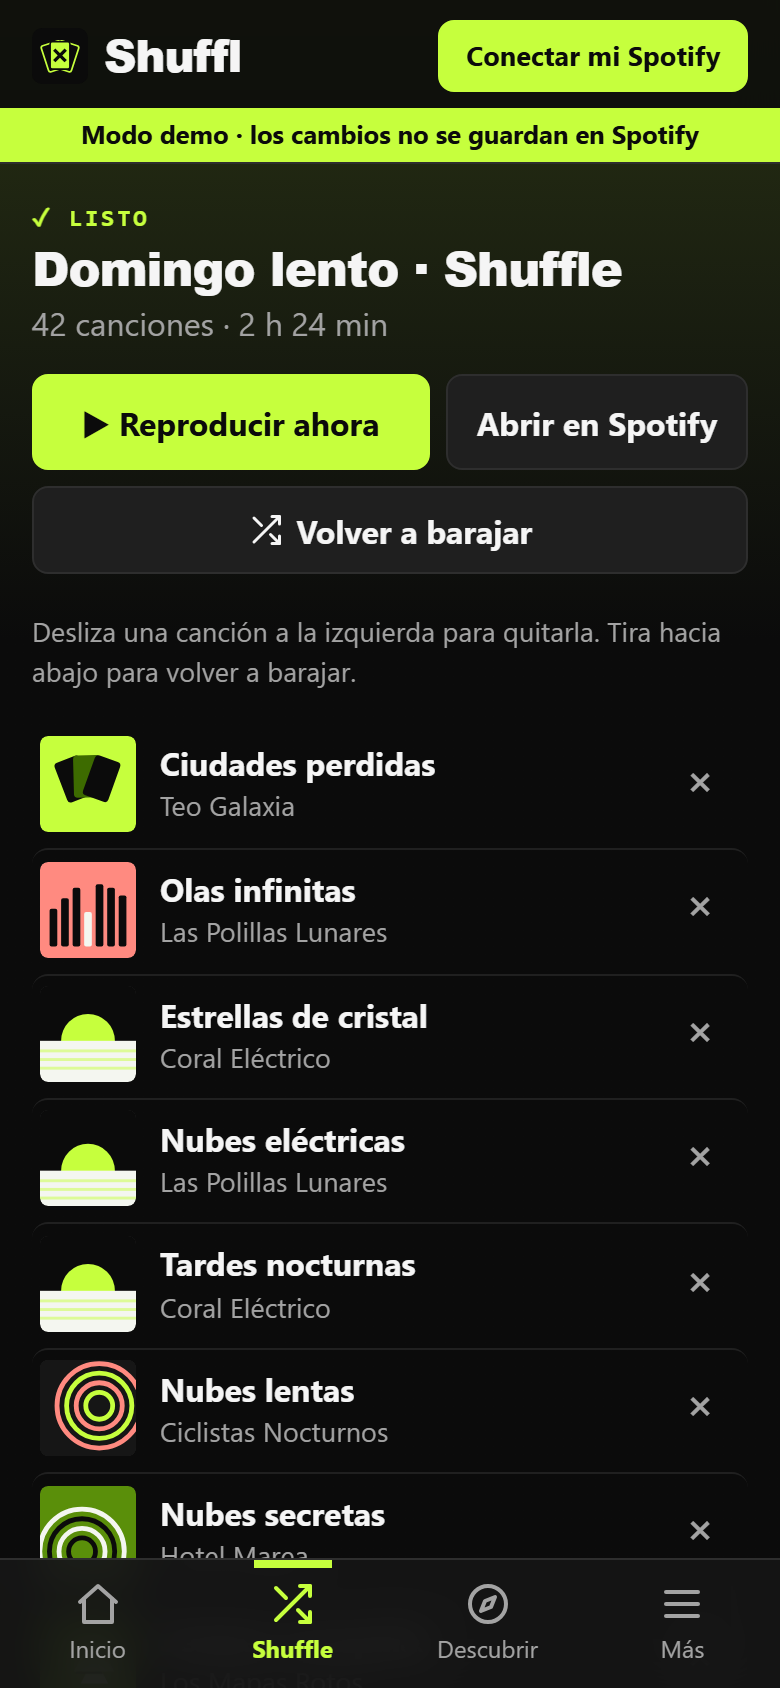 Shuffl
Conectar mi Spotify
Modo demo · los cambios no se guardan en Spotify
✓ LISTO
Domingo lento · Shuffle
42 canciones · 2 h 24 min
▶ Reproducir ahora
Abrir en Spotify
Volver a barajar
Desliza una canción a la izquierda para quitarla. Tira hacia
abajo para volver a barajar.
Ciudades perdidas
Teo Galaxia
Olas infinitas
Las Polillas Lunares
Estrellas de cristal
Coral Eléctrico
Nubes eléctricas
Las Polillas Lunares
Tardes nocturnas
Coral Eléctrico
Nubes lentas
Ciclistas Nocturnos
Nubes secretas
Hotel Marea
Inicio
Shuffle
Descubrir
Más